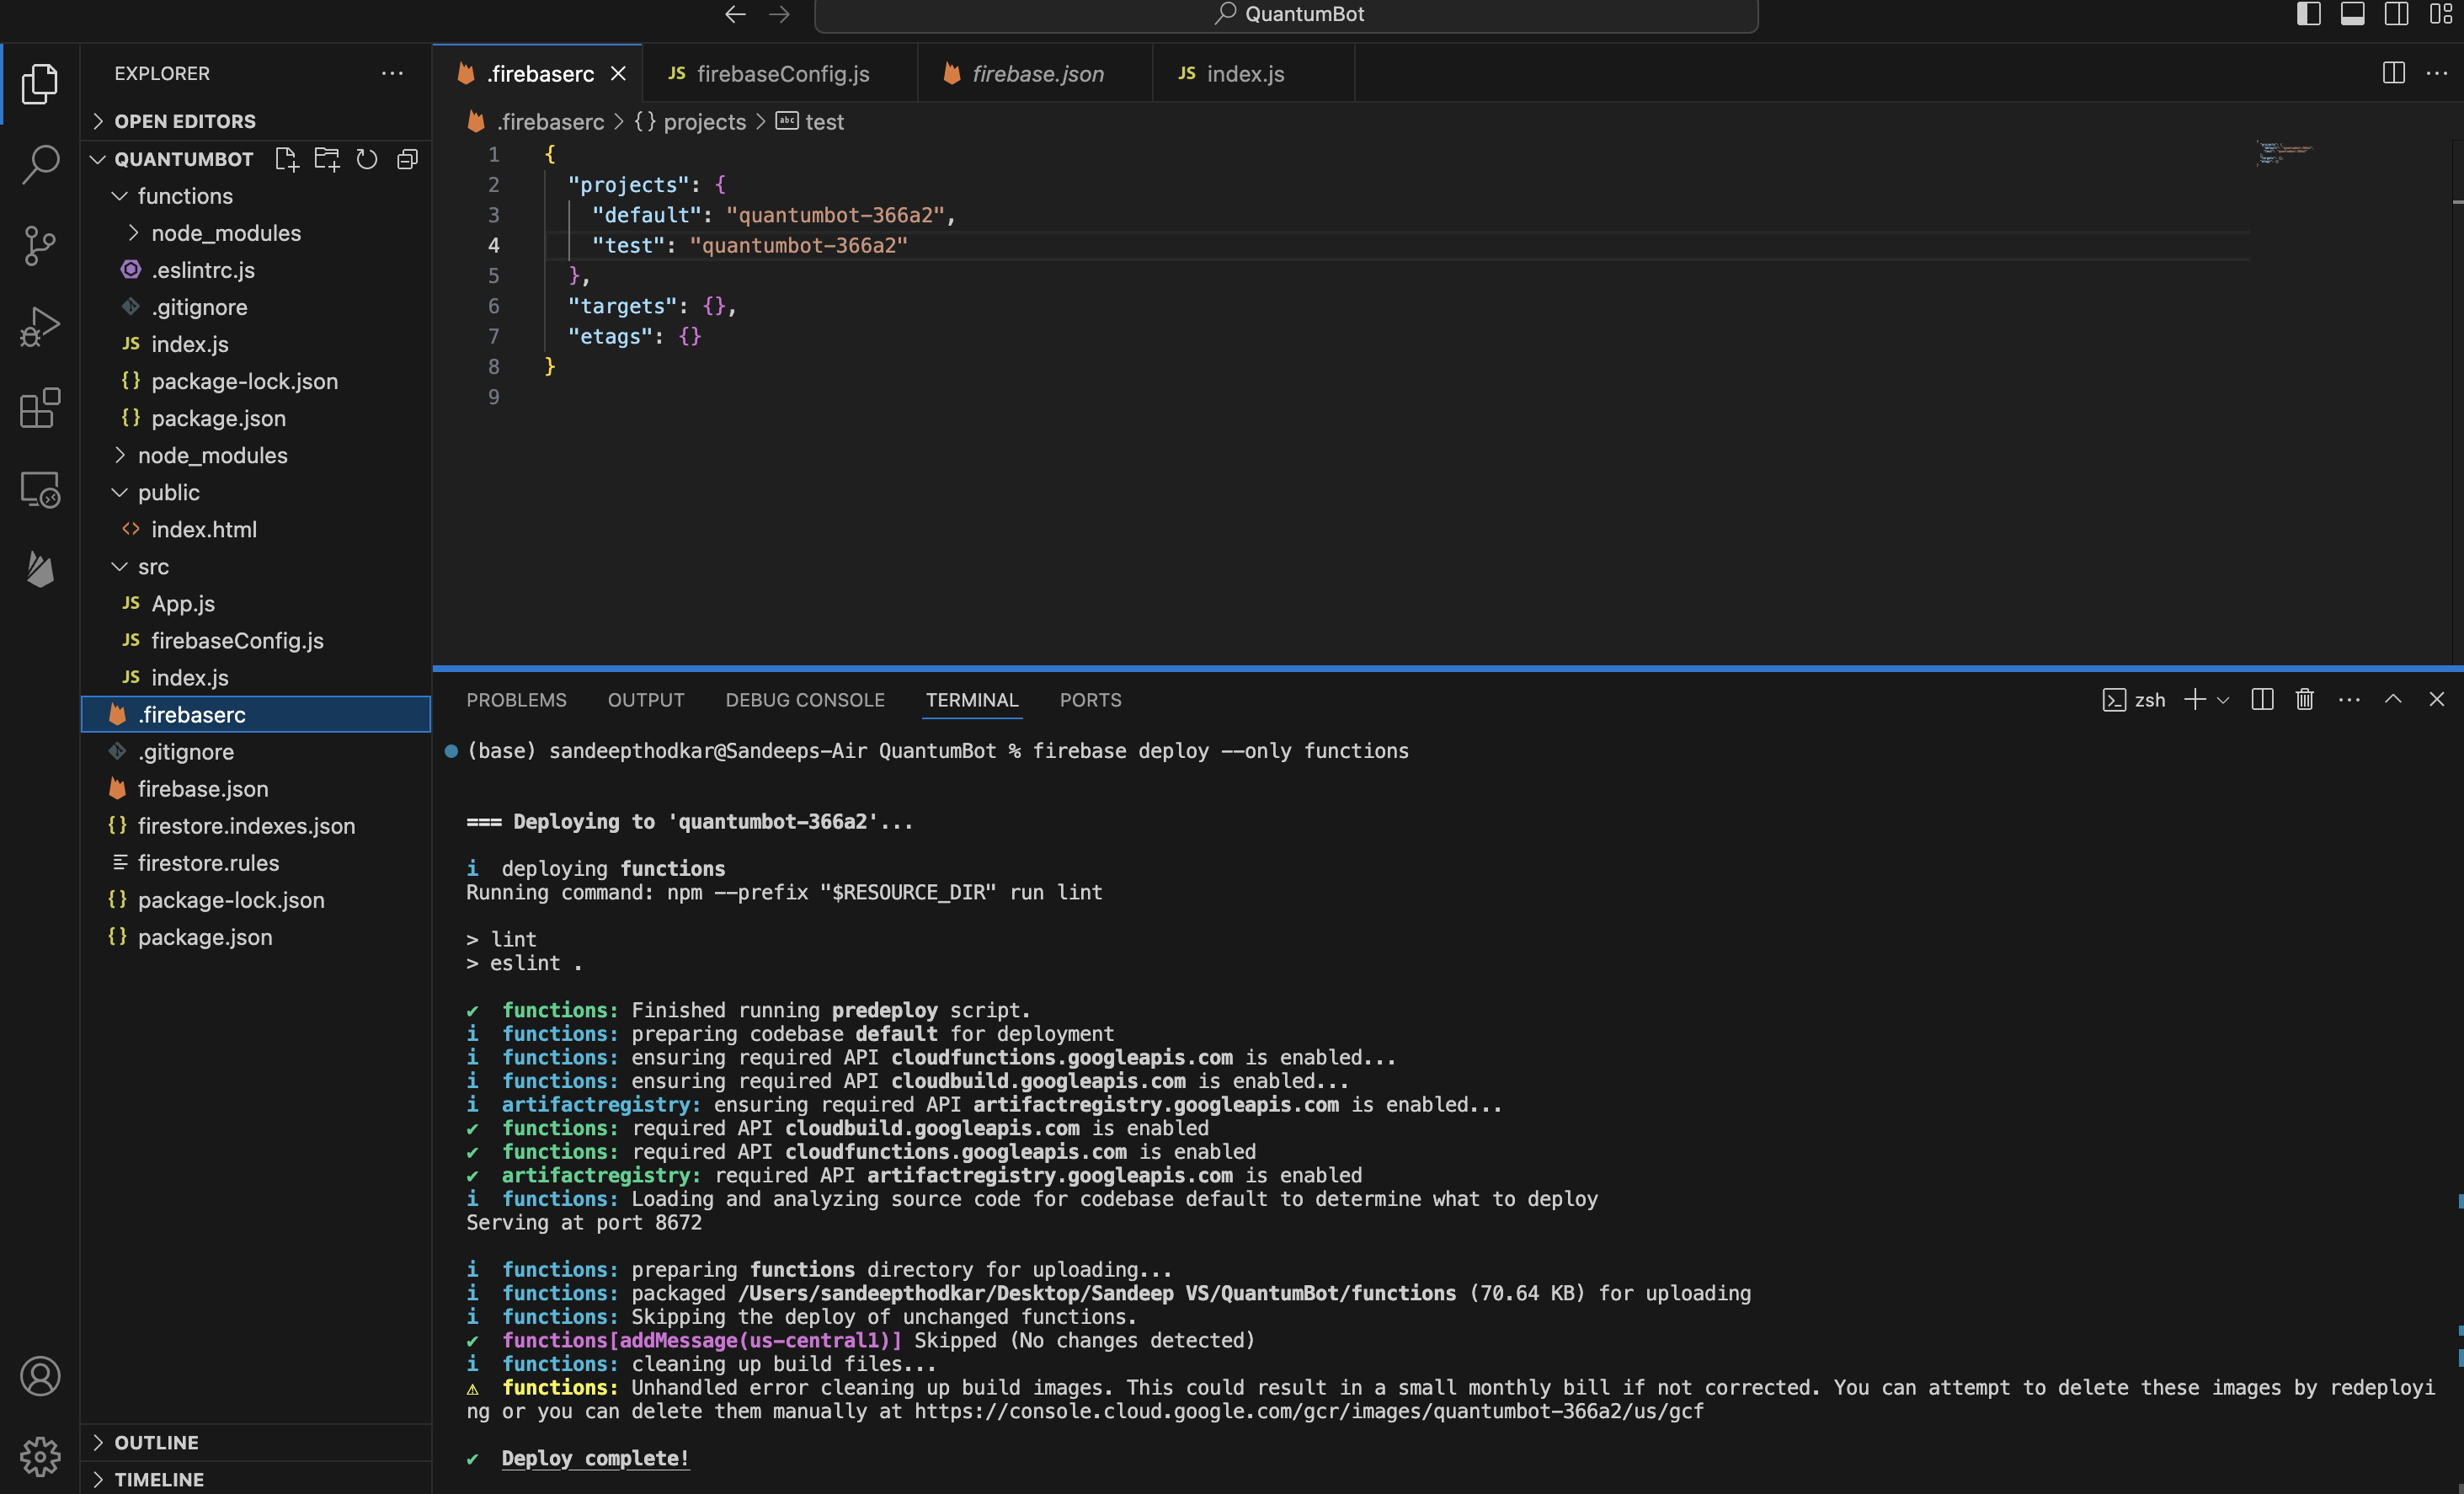 QuantumBot
EXPLORER
OPEN EDITORS
QUANTUMBOT
functions
node_modules
.eslintrc.js
.gitignore
JS index.js
{} package-lock.json
{} package.json
node_modules
public
<> index.html
src
JS App.js
JS firebaseConfig.js
JS index.js
.firebaserc
.gitignore
firebase.json
{} firestore.indexes.json
firestore.rules
{} package-lock.json
{} package.json
OUTLINE
TIMELINE
.firebaserc
JS firebaseConfig.js
firebase.json
JS index.js
.firebaserc > {} projects > abc test
1 {
2 "projects": {
3 "default": "quantumbot-366a2",
4 "test": "quantumbot-366a2"
5 },
6 "targets": {},
7 "etags": {}
8 }
9
PROBLEMS OUTPUT DEBUG CONSOLE TERMINAL PORTS
zsh
(base) sandeepthodkar@Sandeeps-Air QuantumBot % firebase deploy --only functions
=== Deploying to 'quantumbot-366a2'...
i deploying functions
Running command: npm --prefix "$RESOURCE_DIR" run lint
> lint
> eslint .
✔ functions: Finished running predeploy script.
i functions: preparing codebase default for deployment
i functions: ensuring required API cloudfunctions.googleapis.com is enabled...
i functions: ensuring required API cloudbuild.googleapis.com is enabled...
i artifactregistry: ensuring required API artifactregistry.googleapis.com is enabled...
✔ functions: required API cloudbuild.googleapis.com is enabled
✔ functions: required API cloudfunctions.googleapis.com is enabled
✔ artifactregistry: required API artifactregistry.googleapis.com is enabled
i functions: Loading and analyzing source code for codebase default to determine what to deploy
Serving at port 8672
i functions: preparing functions directory for uploading...
i functions: packaged /Users/sandeepthodkar/Desktop/Sandeep VS/QuantumBot/functions (70.64 KB) for uploading
i functions: Skipping the deploy of unchanged functions.
✔ functions[addMessage(us-central1)] Skipped (No changes detected)
i functions: cleaning up build files...
⚠ functions: Unhandled error cleaning up build images. This could result in a small monthly bill if not corrected. You can attempt to delete these images by redeployi
ng or you can delete them manually at https://console.cloud.google.com/gcr/images/quantumbot-366a2/us/gcf
✔ Deploy complete!